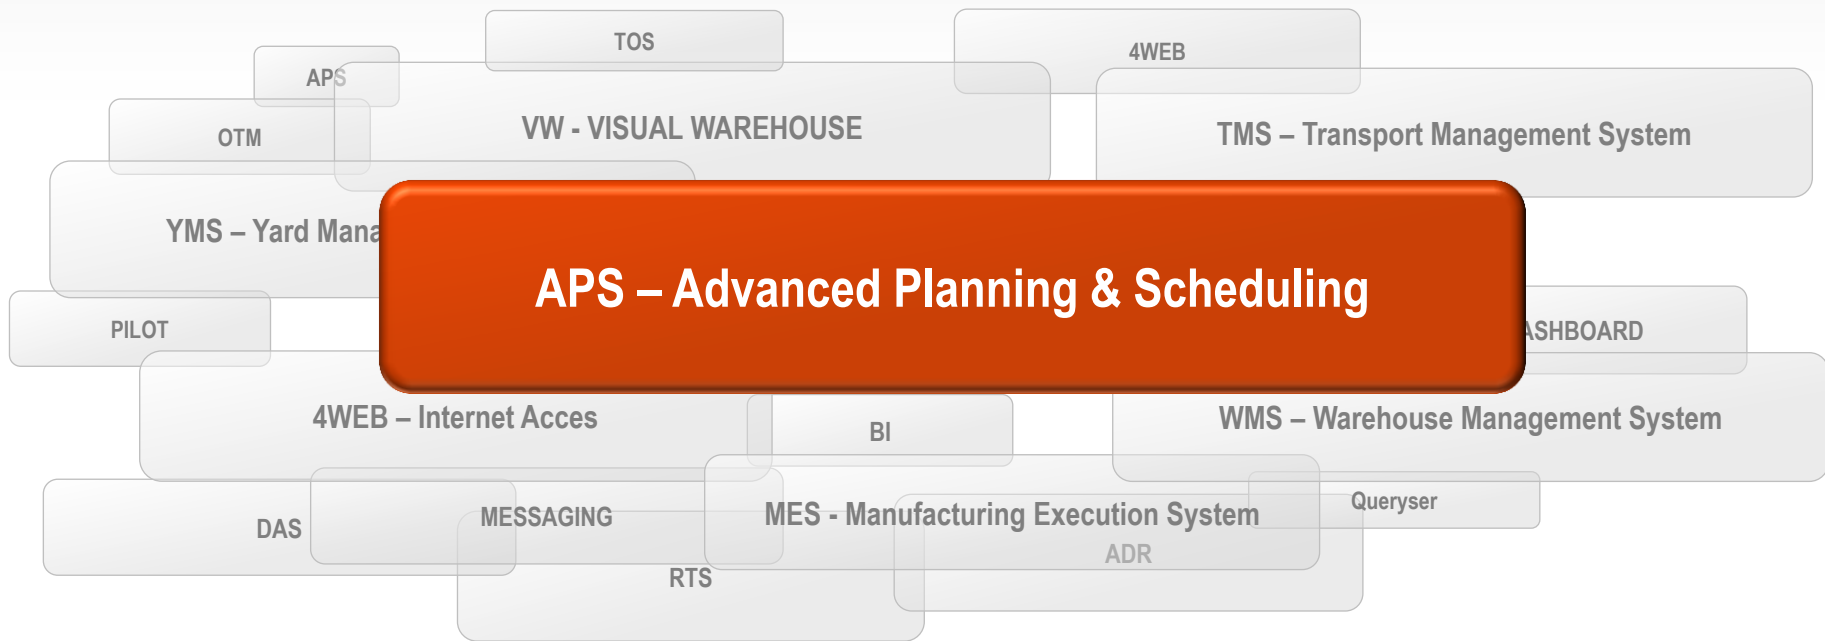 TOS
4WEB
APS
VW - VISUAL WAREHOUSE
TMS – Transport Management System
OTM
YMS – Yard Mana
APS – Advanced Planning & Scheduling
PILOT
ASHBOARD
4WEB – Internet Acces
BI
WMS – Warehouse Management System
DAS
MESSAGING
MES - Manufacturing Execution System
Queryser
ADR
RTS